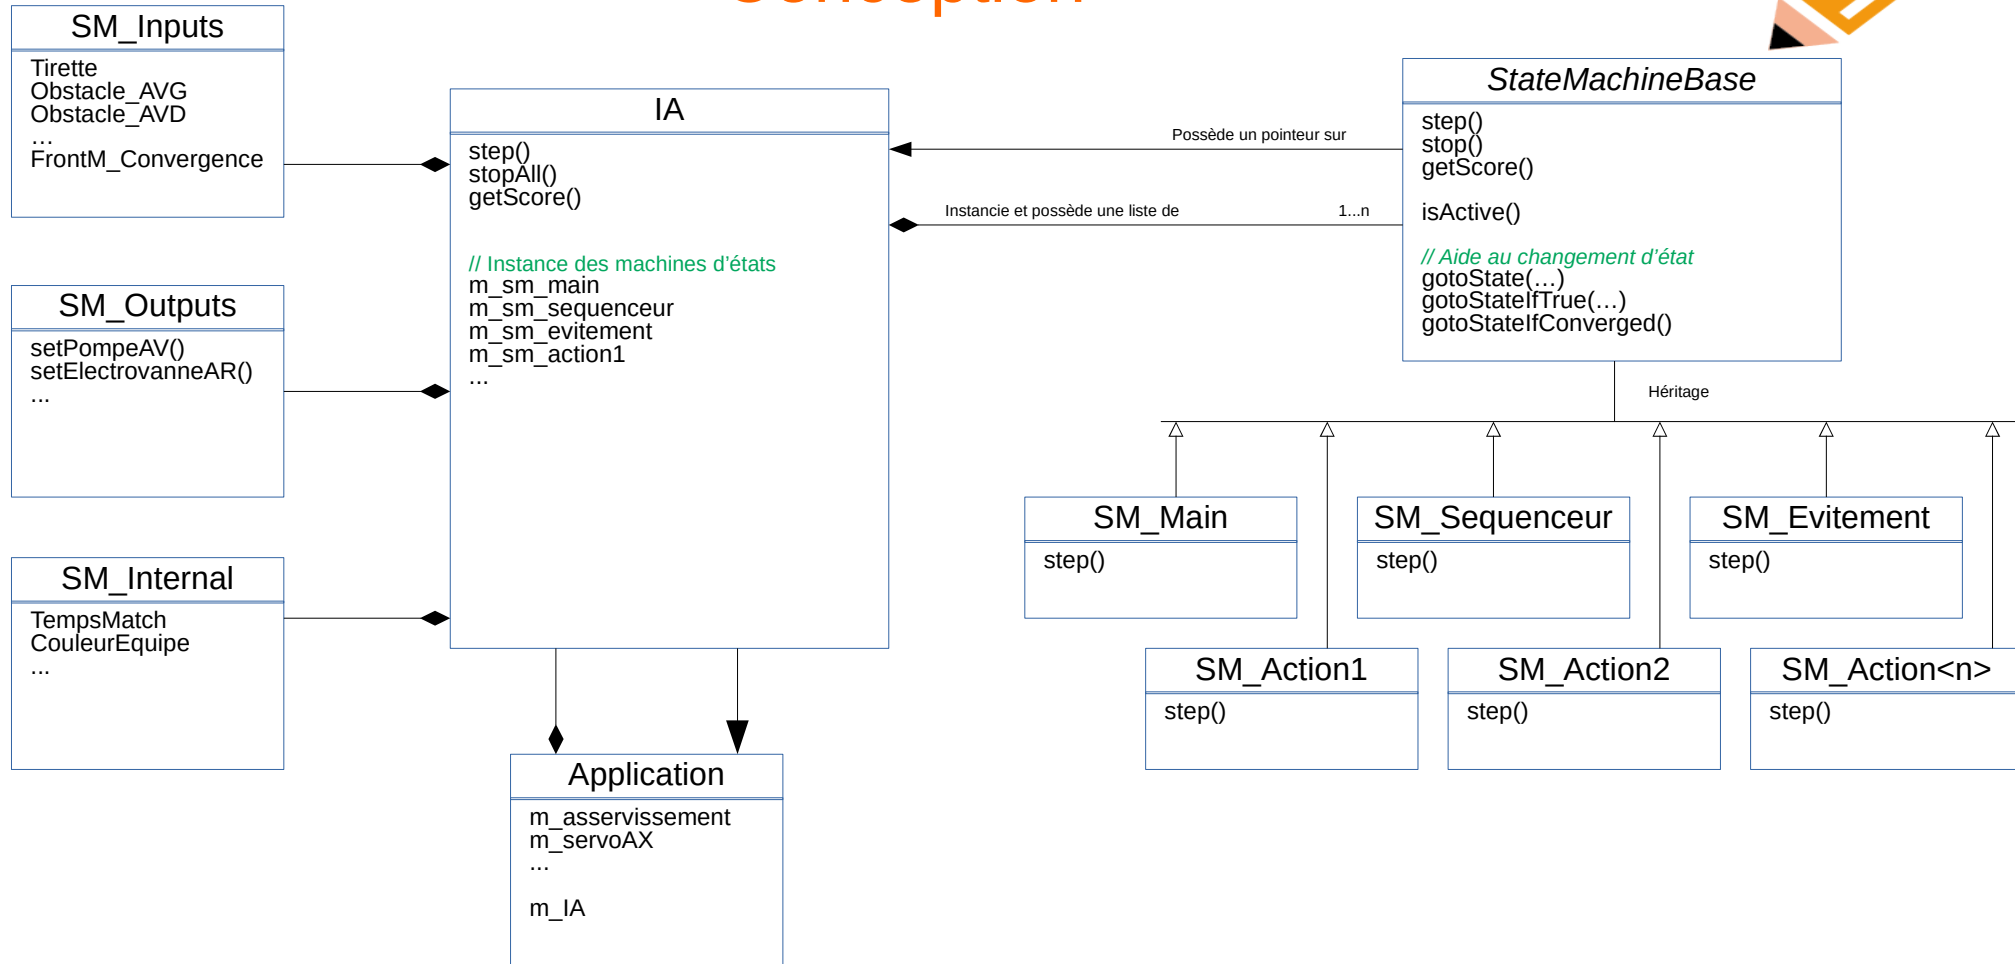 Conception
SM_Inputs
Tirette
Obstacle_AVG
Obstacle_AVD
...
FrontM_Convergence
SM_Outputs
setPompeAV()
setElectrovanneAR()
...
SM_Internal
TempsMatch
CouleurEquipe
...
IA
step()
stopAll()
getScore()
// Instance des machines d'états
m_sm_main
m_sm_sequenceur
m_sm_evitement
m_sm_action1
...
Application
m_asservissement
m_servoAX
...
m_IA
Possède un pointeur sur
Instancie et possède une liste de
1...n
StateMachineBase
step()
stop()
getScore()
isActive()
// Aide au changement d'état
gotoState(...)
gotoStateIfTrue(...)
gotoStateIfConverged()
Héritage
SM_Main
step()
SM_Sequenceur
step()
SM_Evitement
step()
SM_Action1
step()
SM_Action2
step()
SM_Action<n>
step()